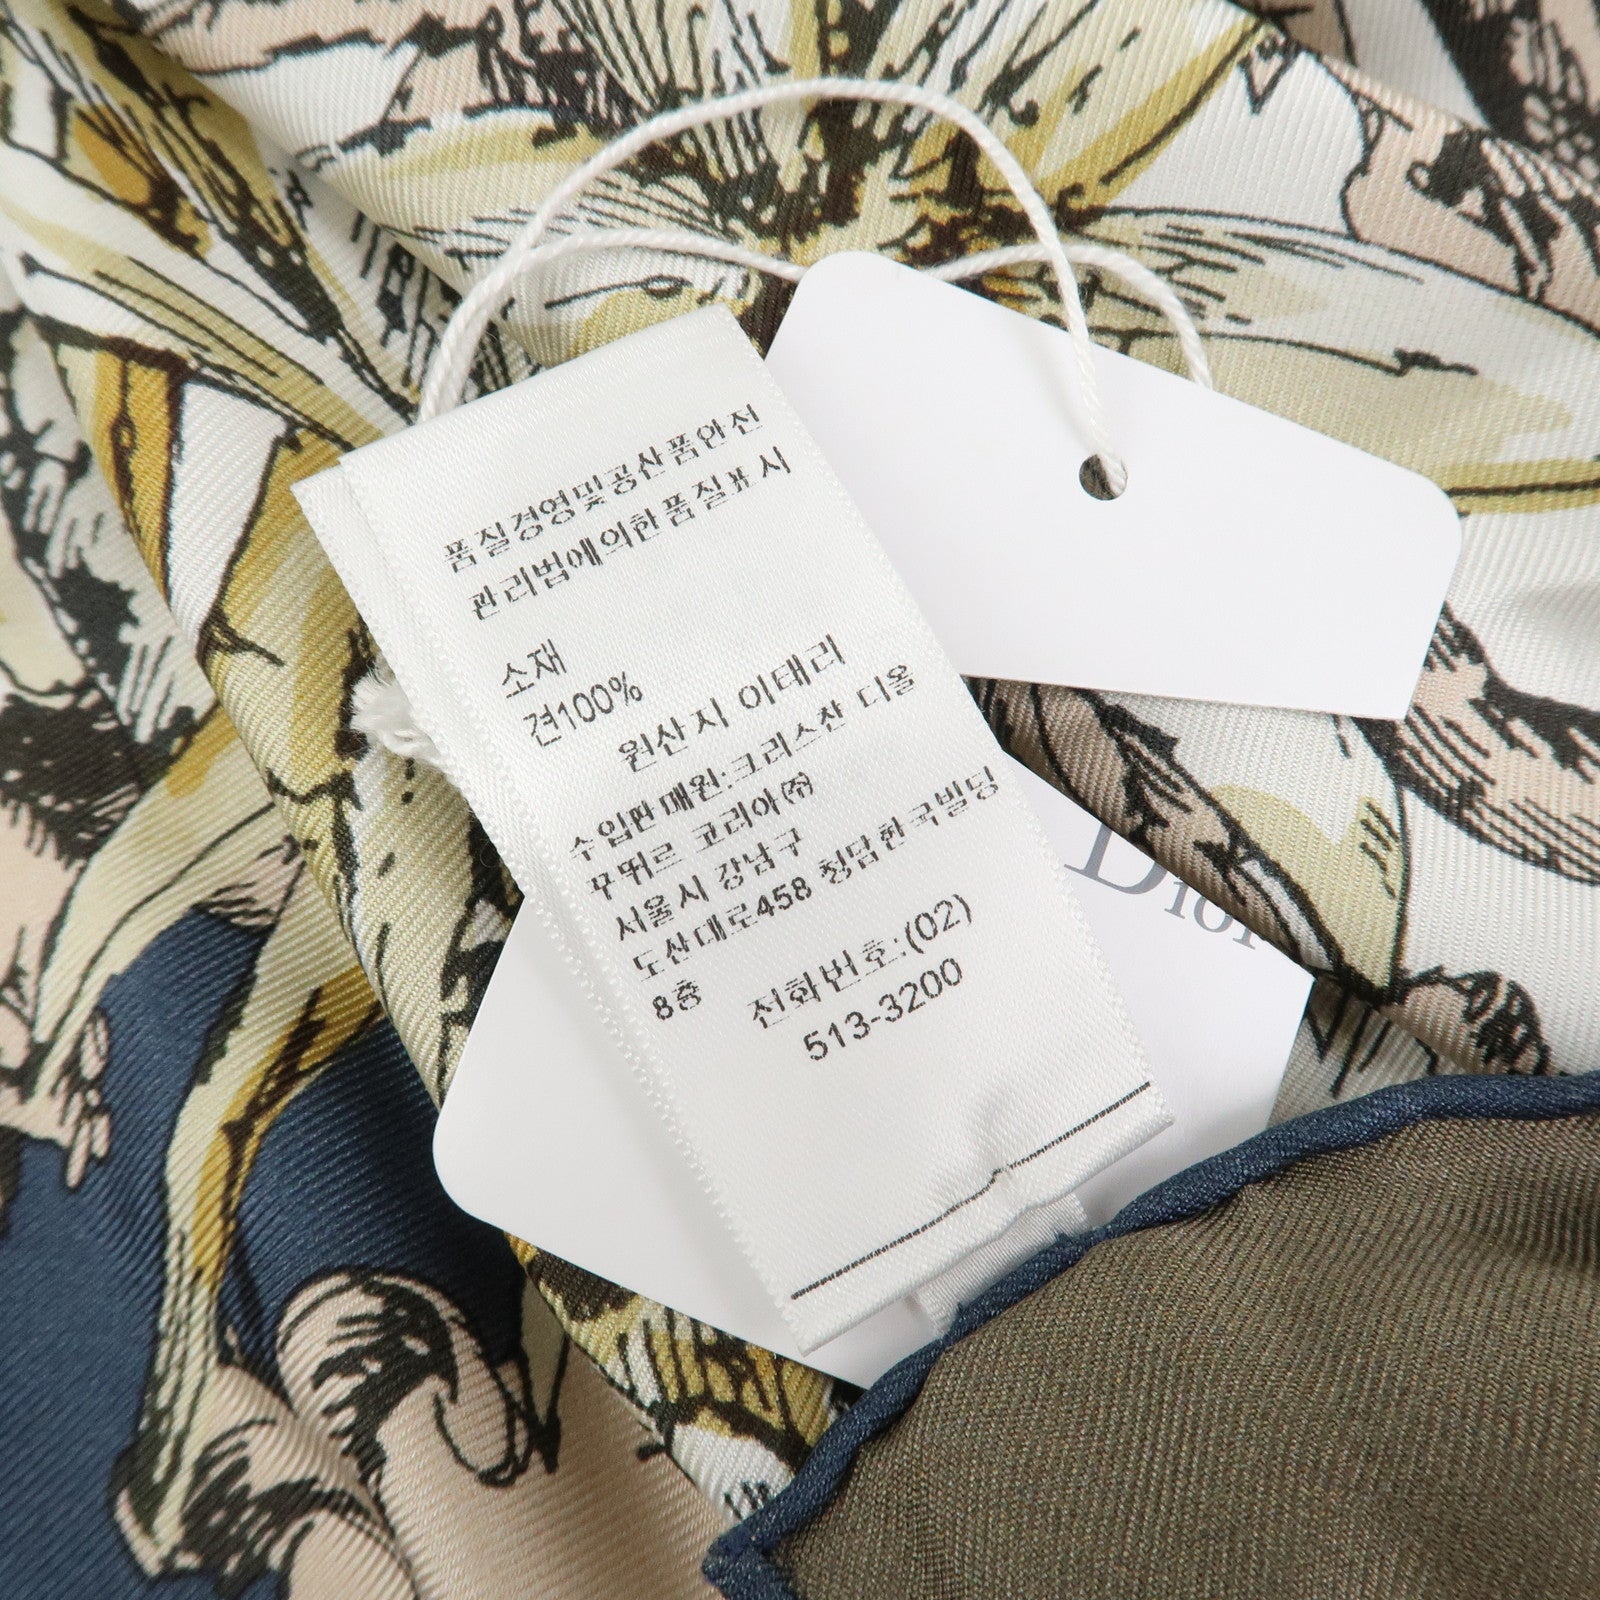 품질경영및공산품안전
관리법에의한품질표시
소재
견100%
원산지 이태리
수입판매원:크리스챤 디올
꾸뛰르 코리아㈜
서울시 강남구
도산대로458 청담한국빌딩
8층
전화번호:(02)
513-3200
Dior